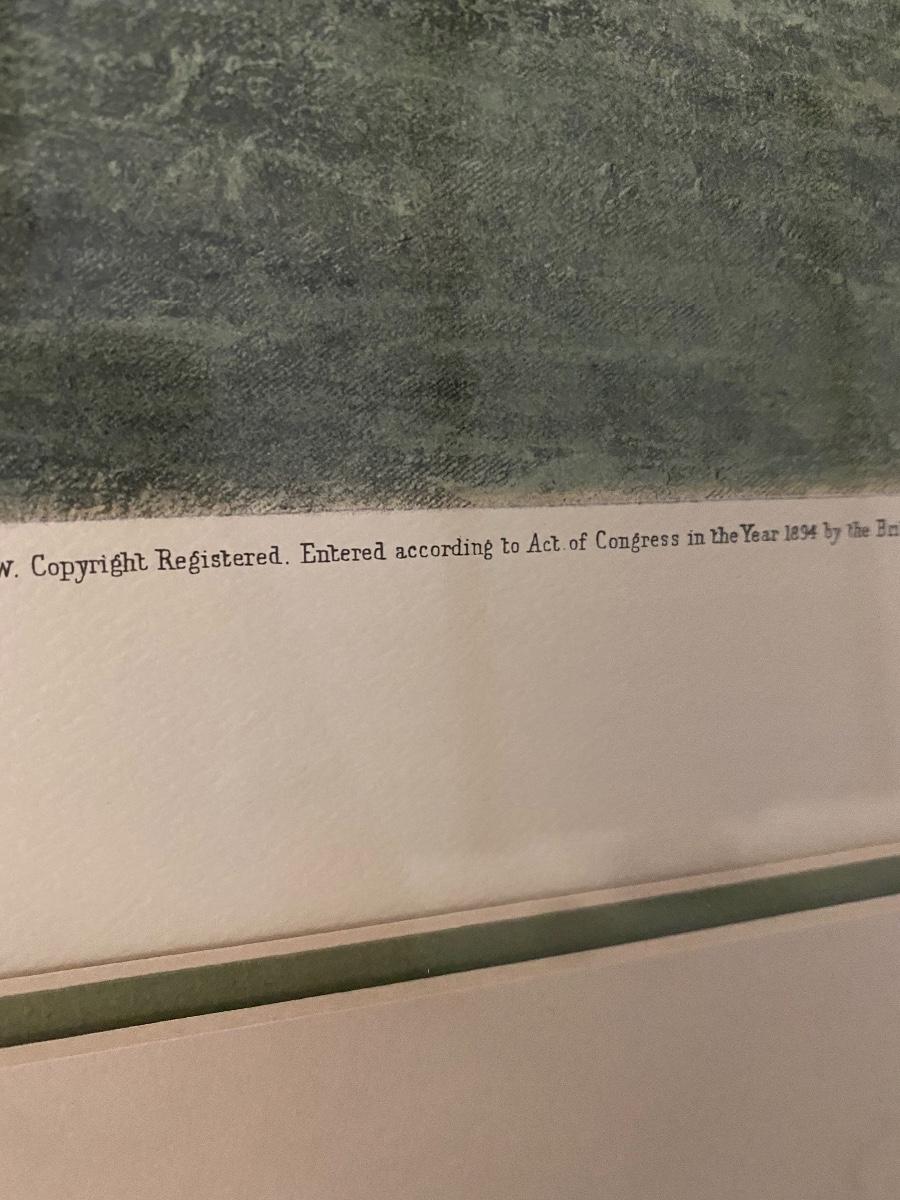 w. Copyright Registered. Entered according to Act. of Congress in the Year 1894 by the